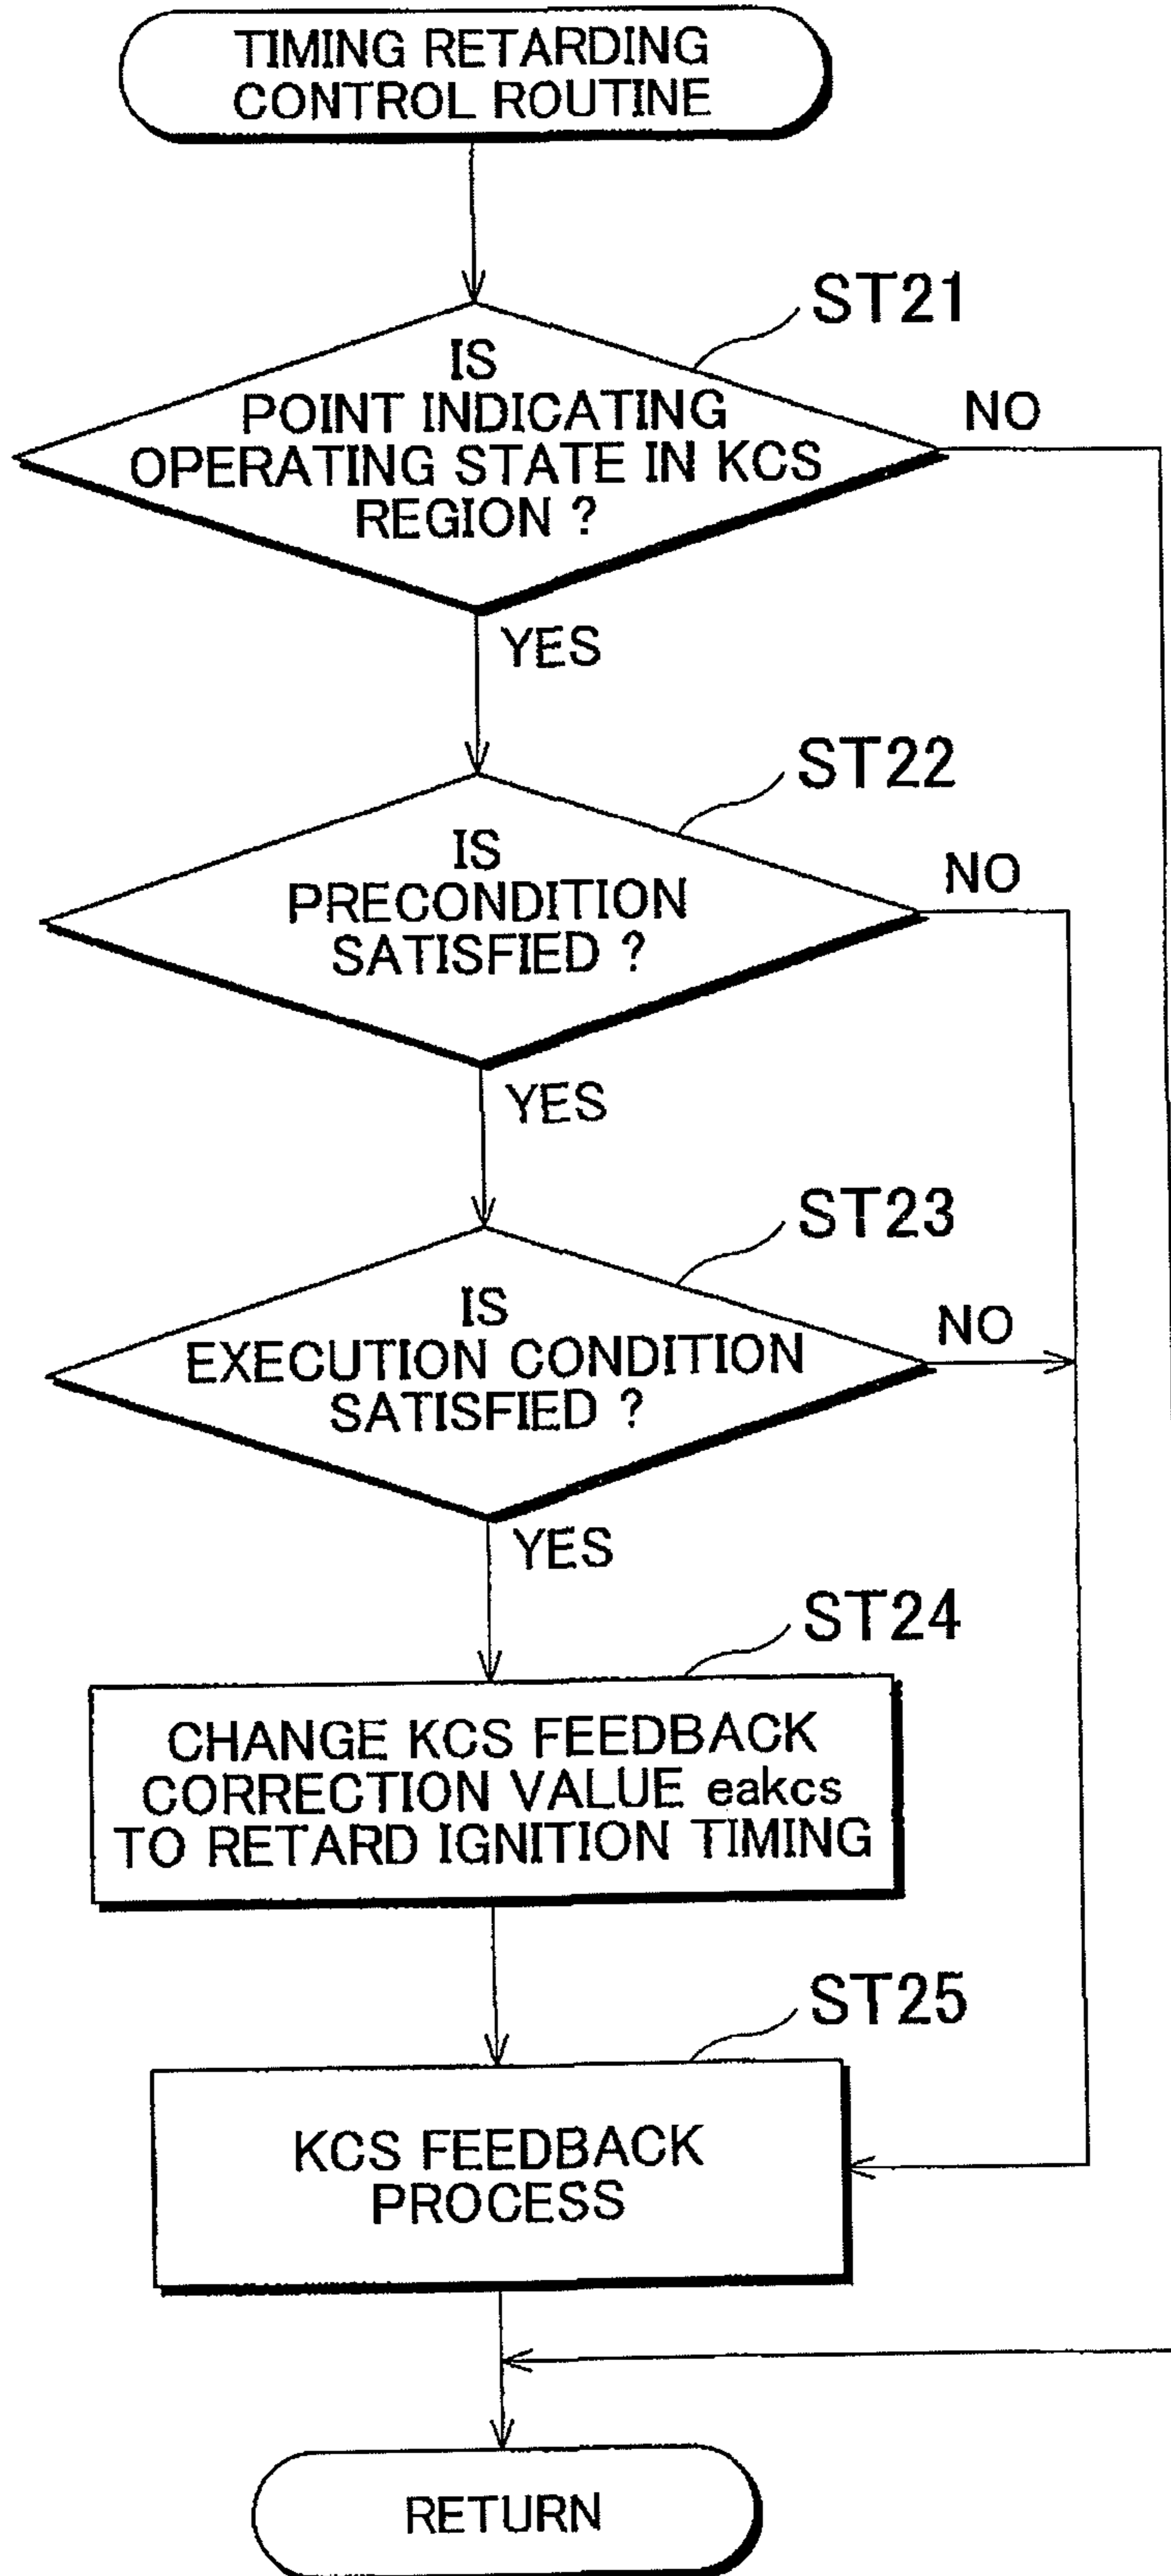 TIMING RETARDING
CONTROL ROUTINE
ST21
IS
POINT INDICATING
OPERATING STATE IN KCS
REGION ?
NO
YES
ST22
IS
PRECONDITION
SATISFIED ?
NO
YES
ST23
IS
EXECUTION CONDITION
SATISFIED ?
NO
YES
ST24
CHANGE KCS FEEDBACK
CORRECTION VALUE eakcs
TO RETARD IGNITION TIMING
ST25
KCS FEEDBACK
PROCESS
RETURN